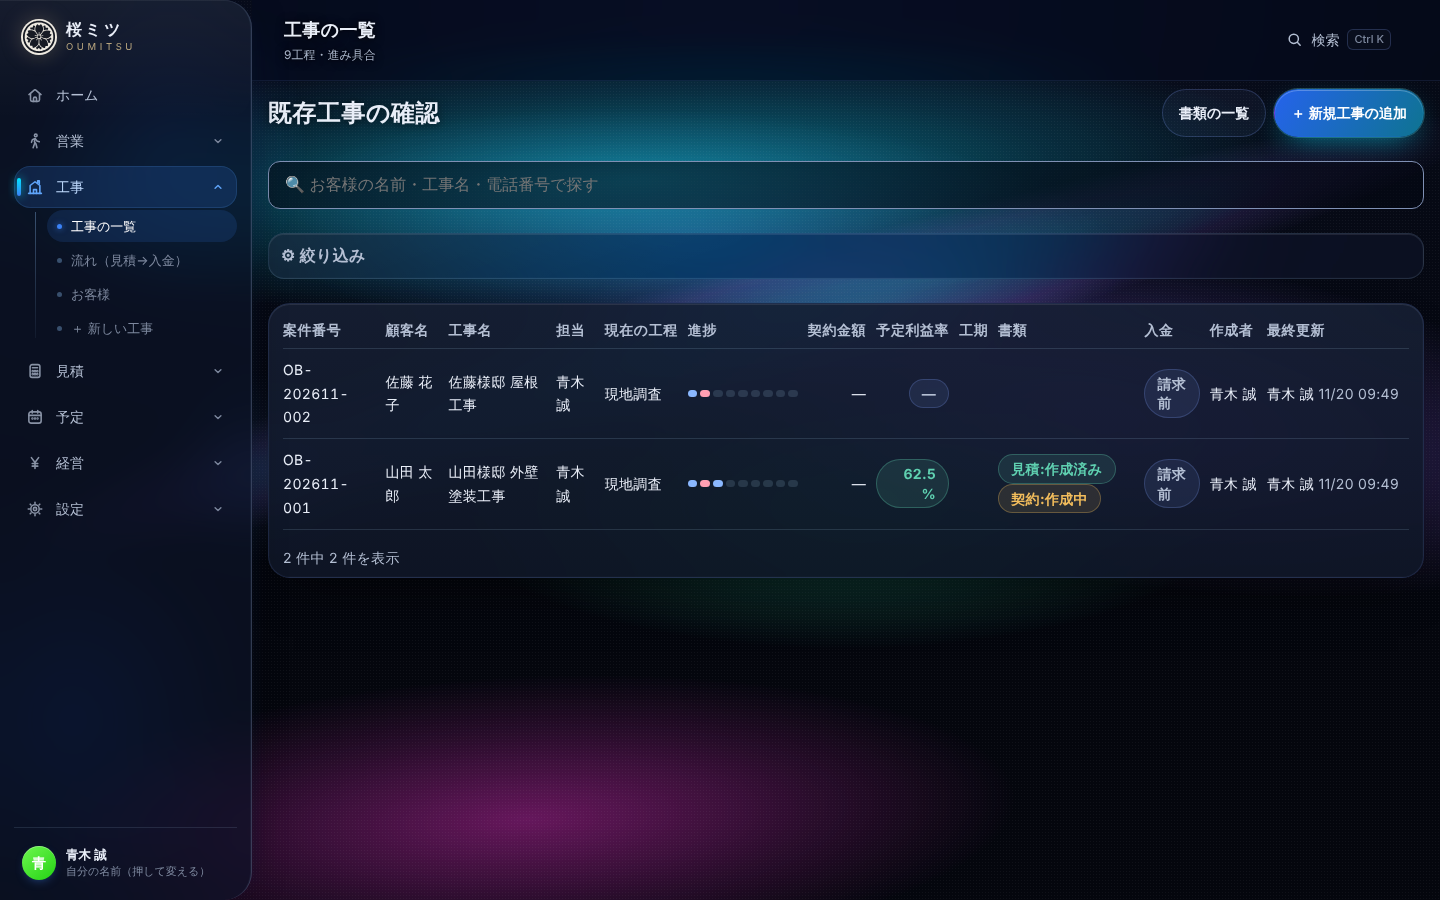 桜ミツ
OUMITSU
ホーム
営業
工事
工事の一覧
流れ（見積→入金）
お客様
＋ 新しい工事
見積
予定
経営
設定
青
青木 誠
自分の名前（押して変える）
工事の一覧
9工程・進み具合
検索 Ctrl K
既存工事の確認
書類の一覧
＋ 新規工事の追加
お客様の名前・工事名・電話番号で探す
絞り込み
案件番号 顧客名 工事名 担当 現在の工程 進捗 契約金額 予定利益率 工期 書類 入金 作成者 最終更新
OB-
202611-
002
佐藤 花
子
佐藤様邸 屋根
工事
青木
誠
現地調査
—
—
請求
前
青木 誠
青木 誠 11/20 09:49
OB-
202611-
001
山田 太
郎
山田様邸 外壁
塗装工事
青木
誠
現地調査
—
62.5
%
見積:作成済み
契約:作成中
請求
前
青木 誠
青木 誠 11/20 09:49
2 件中 2 件を表示